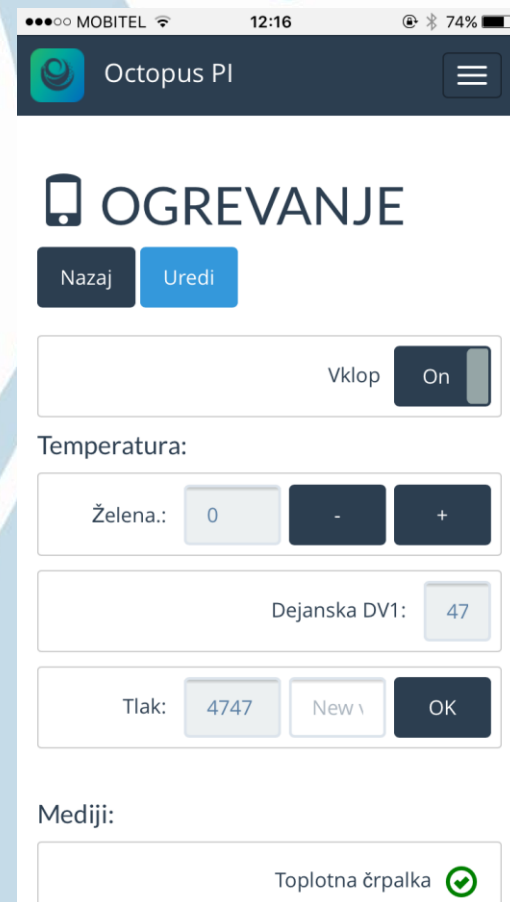 MOBITEL 12:16 74%
Octopus PI
OGREVANJE
Nazaj Uredi
Vklop On
Temperatura:
Želena.: 0 - +
Dejanska DV1: 47
Tlak: 4747 New OK
Mediji:
Toplotna črpalka